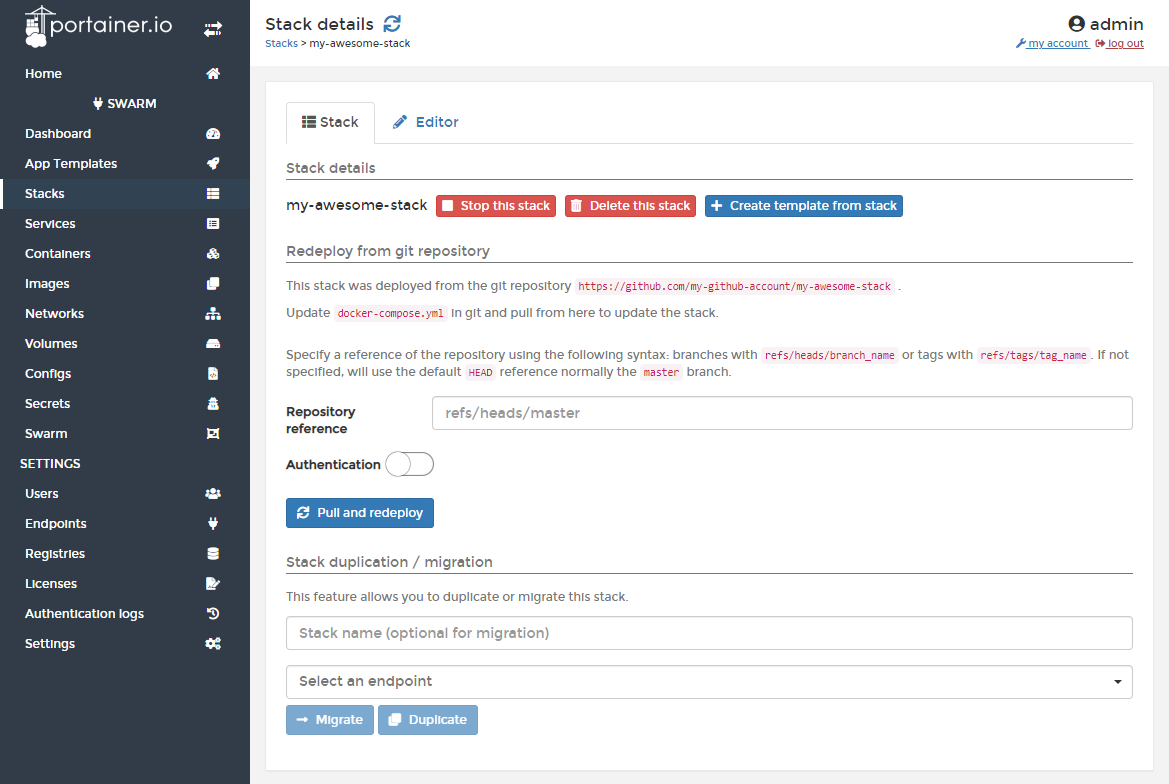 portainer.io
Home
SWARM
Dashboard
App Templates
Stacks
Services
Containers
Images
Networks
Volumes
Configs
Secrets
Swarm
SETTINGS
Users
Endpoints
Registries
Licenses
Authentication logs
Settings
Stack details
Stacks > my-awesome-stack
admin
my account log out
Stack Editor
Stack details
my-awesome-stack Stop this stack Delete this stack Create template from stack
Redeploy from git repository
This stack was deployed from the git repository https://github.com/my-github-account/my-awesome-stack .
Update docker-compose.yml in git and pull from here to update the stack.
Specify a reference of the repository using the following syntax: branches with refs/heads/branch_name or tags with refs/tags/tag_name . If not
specified, will use the default HEAD reference normally the master branch.
Repository
reference
refs/heads/master
Authentication
Pull and redeploy
Stack duplication / migration
This feature allows you to duplicate or migrate this stack.
Stack name (optional for migration)
Select an endpoint
Migrate Duplicate